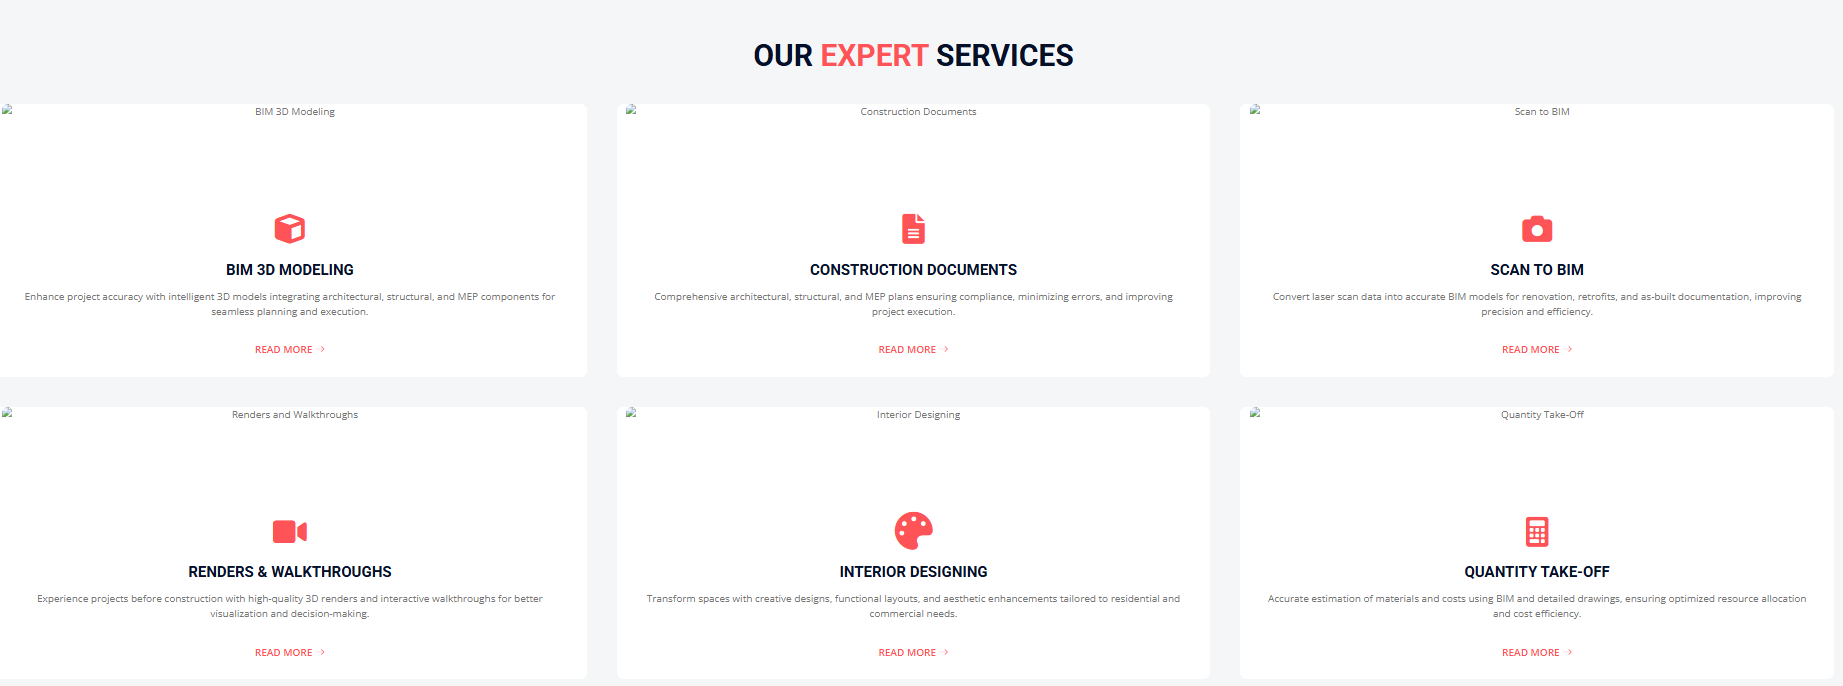 OUR EXPERT SERVICES
BIM 3D Modeling
BIM 3D MODELING
Enhance project accuracy with intelligent 3D models integrating architectural, structural, and MEP components for
seamless planning and execution.
READ MORE →
Construction Documents
CONSTRUCTION DOCUMENTS
Comprehensive architectural, structural, and MEP plans ensuring compliance, minimizing errors, and improving
project execution.
READ MORE →
Scan to BIM
SCAN TO BIM
Convert laser scan data into accurate BIM models for renovation, retrofits, and as-built documentation, improving
precision and efficiency.
READ MORE →
Renders and Walkthroughs
RENDERS & WALKTHROUGHS
Experience projects before construction with high-quality 3D renders and interactive walkthroughs for better
visualization and decision-making.
READ MORE →
Interior Designing
INTERIOR DESIGNING
Transform spaces with creative designs, functional layouts, and aesthetic enhancements tailored to residential and
commercial needs.
READ MORE →
Quantity Take-Off
QUANTITY TAKE-OFF
Accurate estimation of materials and costs using BIM and detailed drawings, ensuring optimized resource allocation
and cost efficiency.
READ MORE →